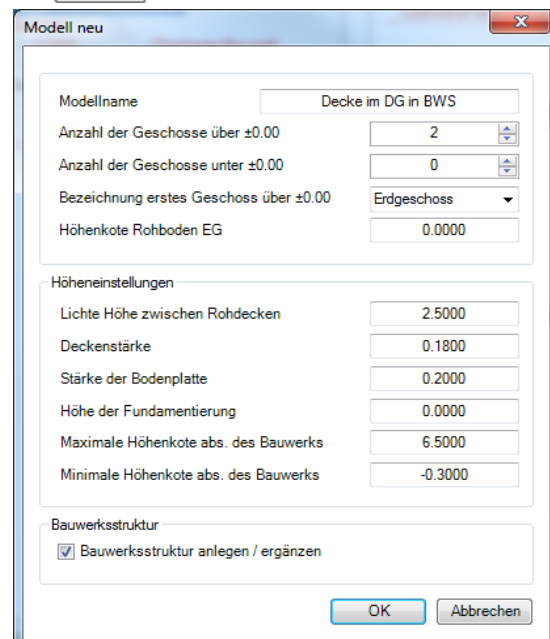 Modell neu
Modellname Decke im DG in BWS
Anzahl der Geschosse über ±0.00 2
Anzahl der Geschosse unter ±0.00 0
Bezeichnung erstes Geschoss über ±0.00 Erdgeschoss
Höhenkote Rohboden EG 0.0000
Höheneinstellungen
Lichte Höhe zwischen Rohdecken 2.5000
Deckenstärke 0.1800
Stärke der Bodenplatte 0.2000
Höhe der Fundamentierung 0.0000
Maximale Höhenkote abs. des Bauwerks 6.5000
Minimale Höhenkote abs. des Bauwerks -0.3000
Bauwerksstruktur
Bauwerksstruktur anlegen / ergänzen
OK Abbrechen